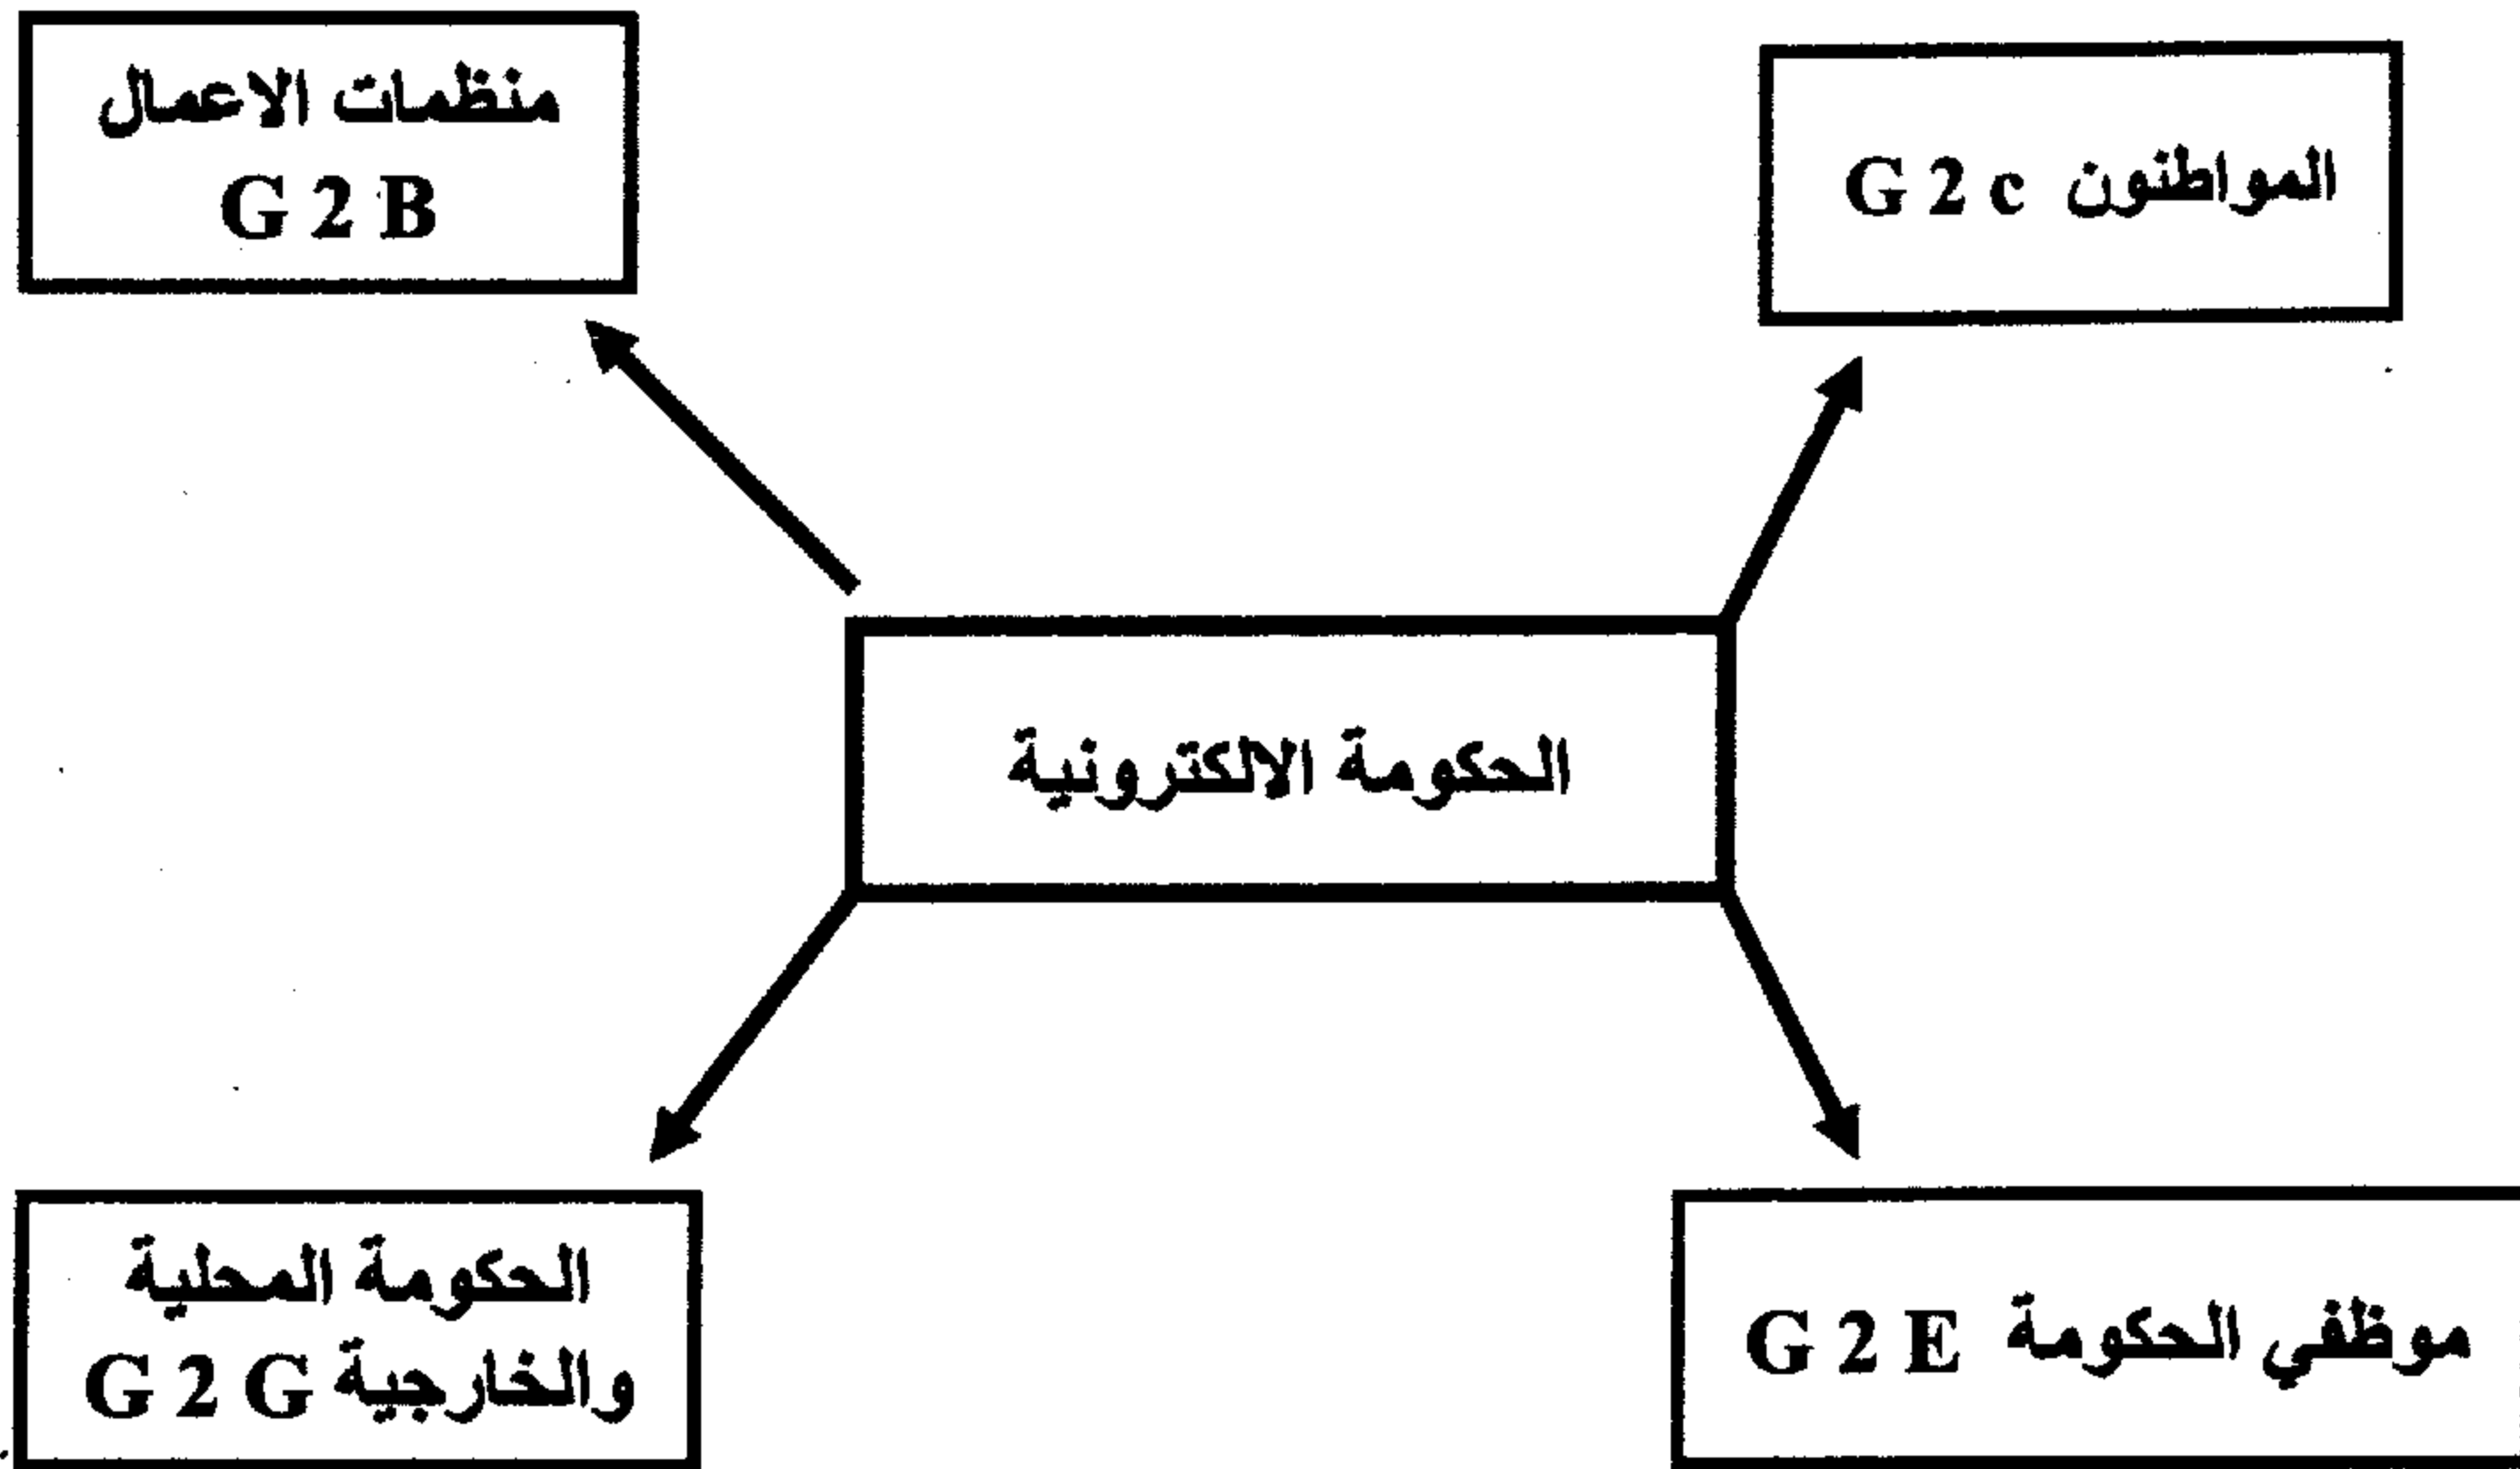 المواطنون G 2 c
منظمات الاعمال
G 2 B
الحكومة الالكترونية
موظفي الحكومة G 2 E
الحكومة المحلية
والخارجية G 2 G